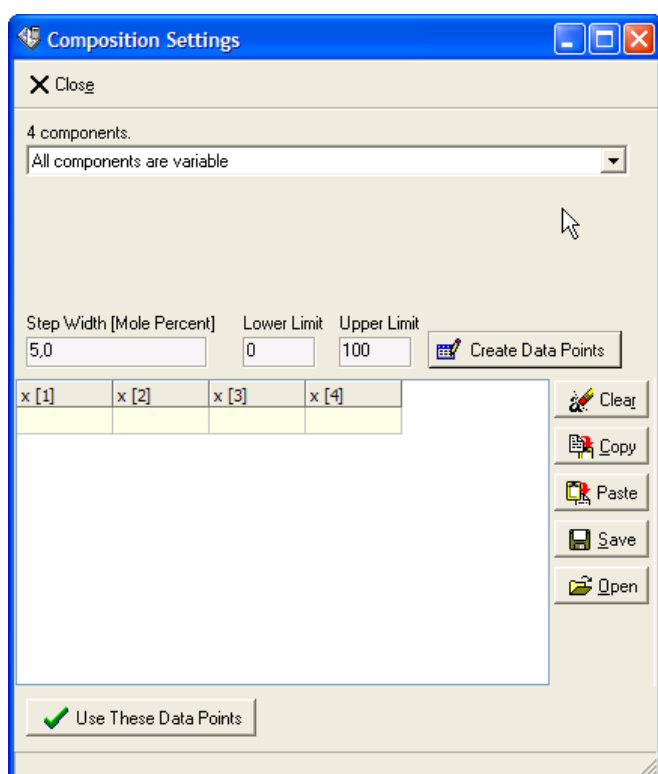 Composition Settings
Close
4 components.
All components are variable
Step Width [Mole Percent] Lower Limit Upper Limit
5,0 0 100 Create Data Points
x [1] x [2] x [3] x [4]
Clear
Copy
Paste
Save
Open
Use These Data Points